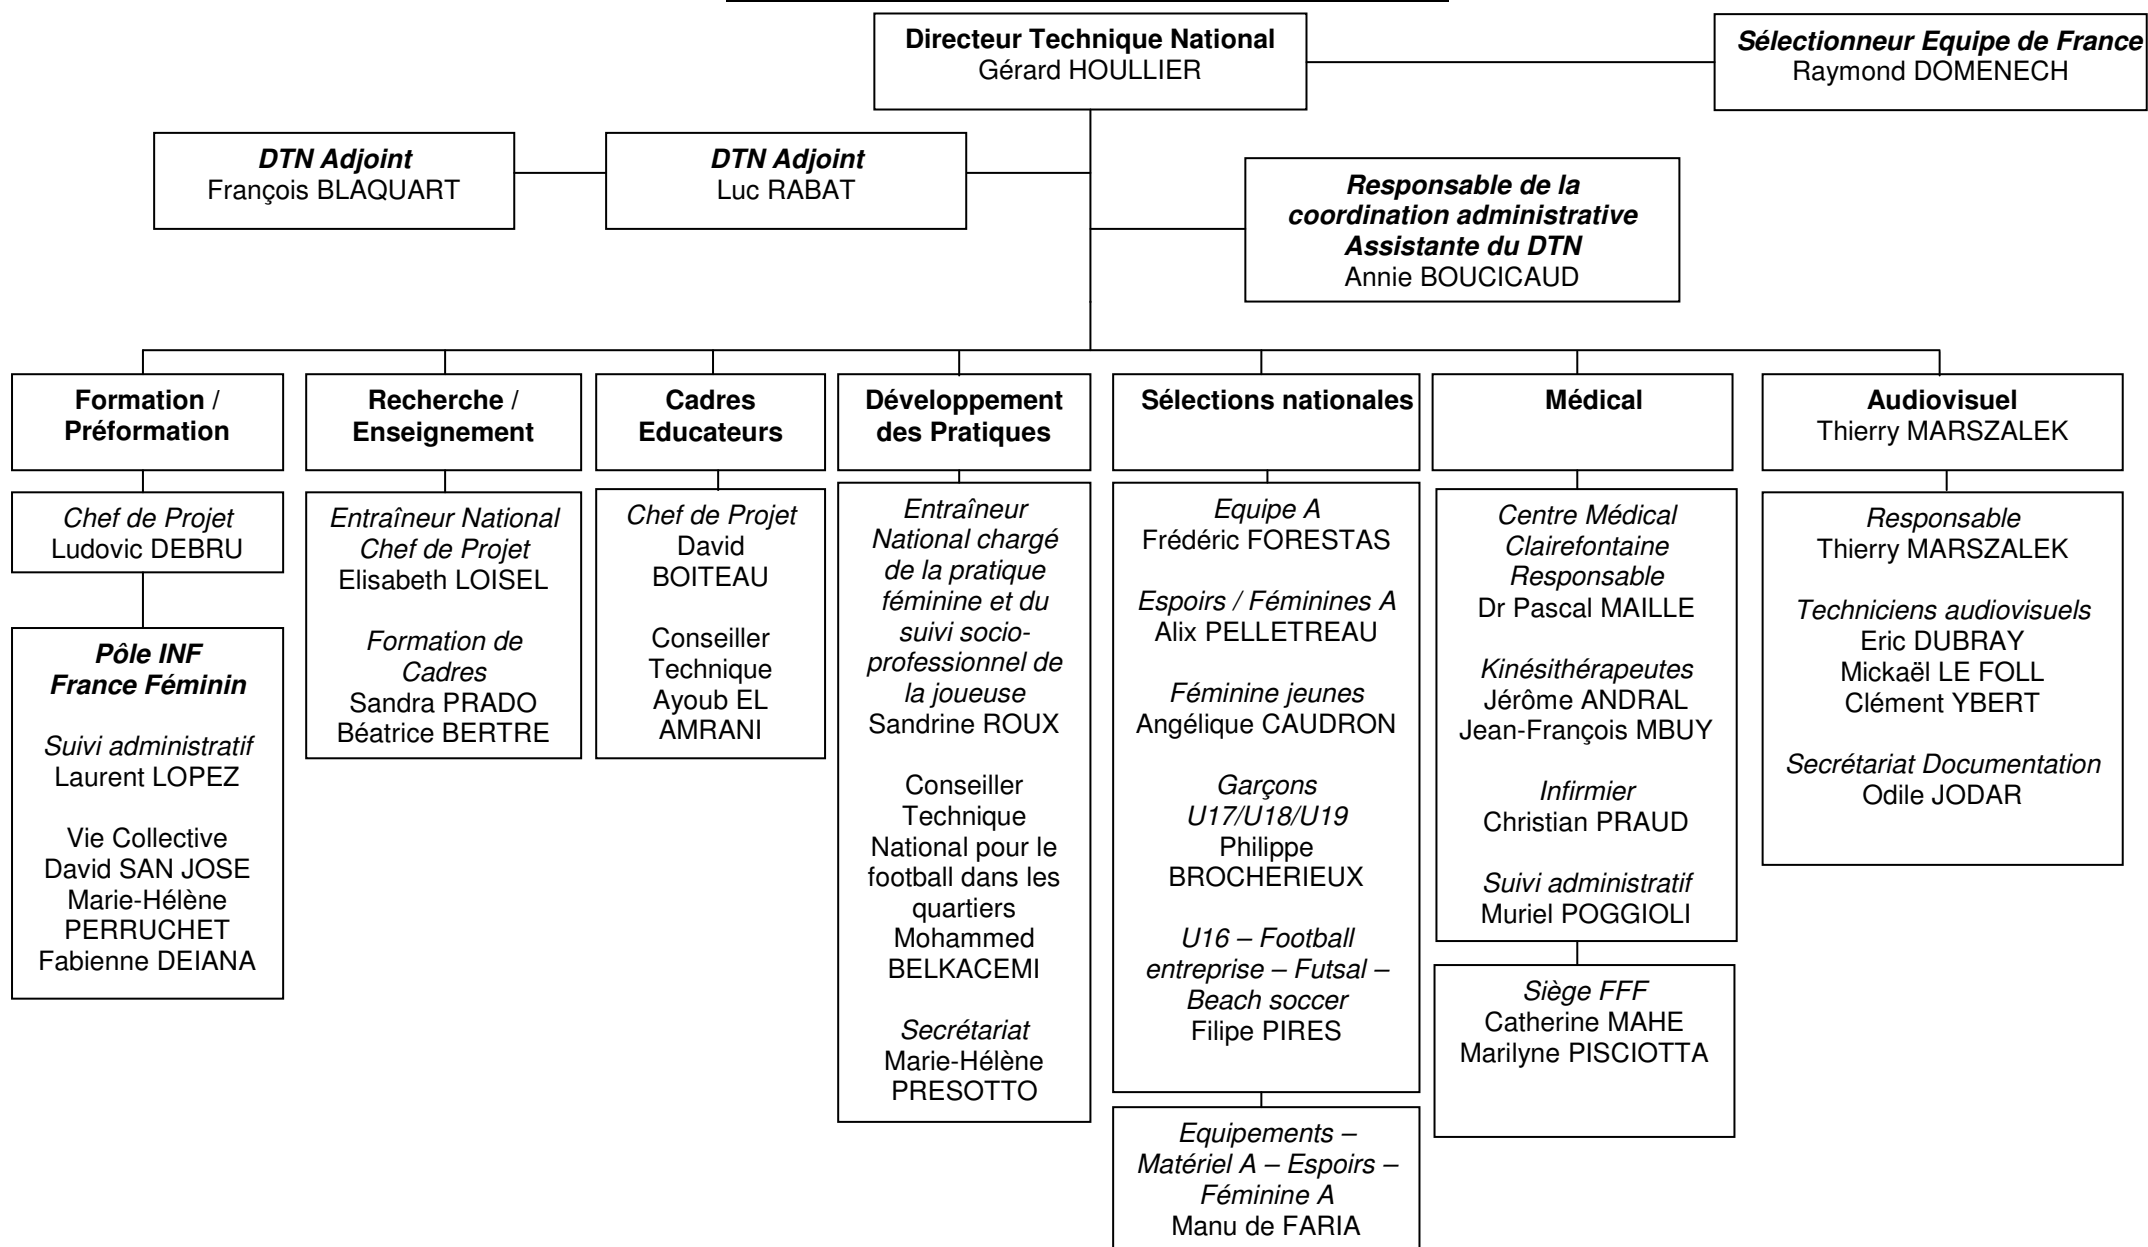 Directeur Technique National
Gérard HOULLIER
Sélectionneur Equipe de France
Raymond DOMENECH
DTN Adjoint
François BLAQUART
DTN Adjoint
Luc RABAT
Responsable de la
coordination administrative
Assistante du DTN
Annie BOUCICAUD
Formation /
Préformation
Chef de Projet
Ludovic DEBRU
Pôle INF
France Féminin
Suivi administratif
Laurent LOPEZ
Vie Collective
David SAN JOSE
Marie-Hélène
PERRUCHET
Fabienne DEIANA
Recherche /
Enseignement
Entraîneur National
Chef de Projet
Elisabeth LOISEL
Formation de
Cadres
Sandra PRADO
Béatrice BERTRE
Cadres
Educateurs
Chef de Projet
David
BOITEAU
Conseiller
Technique
Ayoub EL
AMRANI
Développement
des Pratiques
Entraîneur
National chargé
de la pratique
féminine et du
suivi socio-
professionnel de
la joueuse
Sandrine ROUX
Conseiller
Technique
National pour le
football dans les
quartiers
Mohammed
BELKACEMI
Secrétariat
Marie-Hélène
PRESOTTO
Sélections nationales
Equipe A
Frédéric FORESTAS
Espoirs / Féminines A
Alix PELLETREAU
Féminine jeunes
Angélique CAUDRON
Garçons
U17/U18/U19
Philippe
BROCHERIEUX
U16 – Football
entreprise – Futsal –
Beach soccer
Filipe PIRES
Equipements –
Matériel A – Espoirs –
Féminine A
Manu de FARIA
Médical
Centre Médical
Clairefontaine
Responsable
Dr Pascal MAILLE
Kinésithérapeutes
Jérôme ANDRAL
Jean-François MBUY
Infirmier
Christian PRAUD
Suivi administratif
Muriel POGGIOLI
Siège FFF
Catherine MAHE
Marilyne PISCIOTTA
Audiovisuel
Thierry MARSZALEK
Responsable
Thierry MARSZALEK
Techniciens audiovisuels
Eric DUBRAY
Mickaël LE FOLL
Clément YBERT
Secrétariat Documentation
Odile JODAR